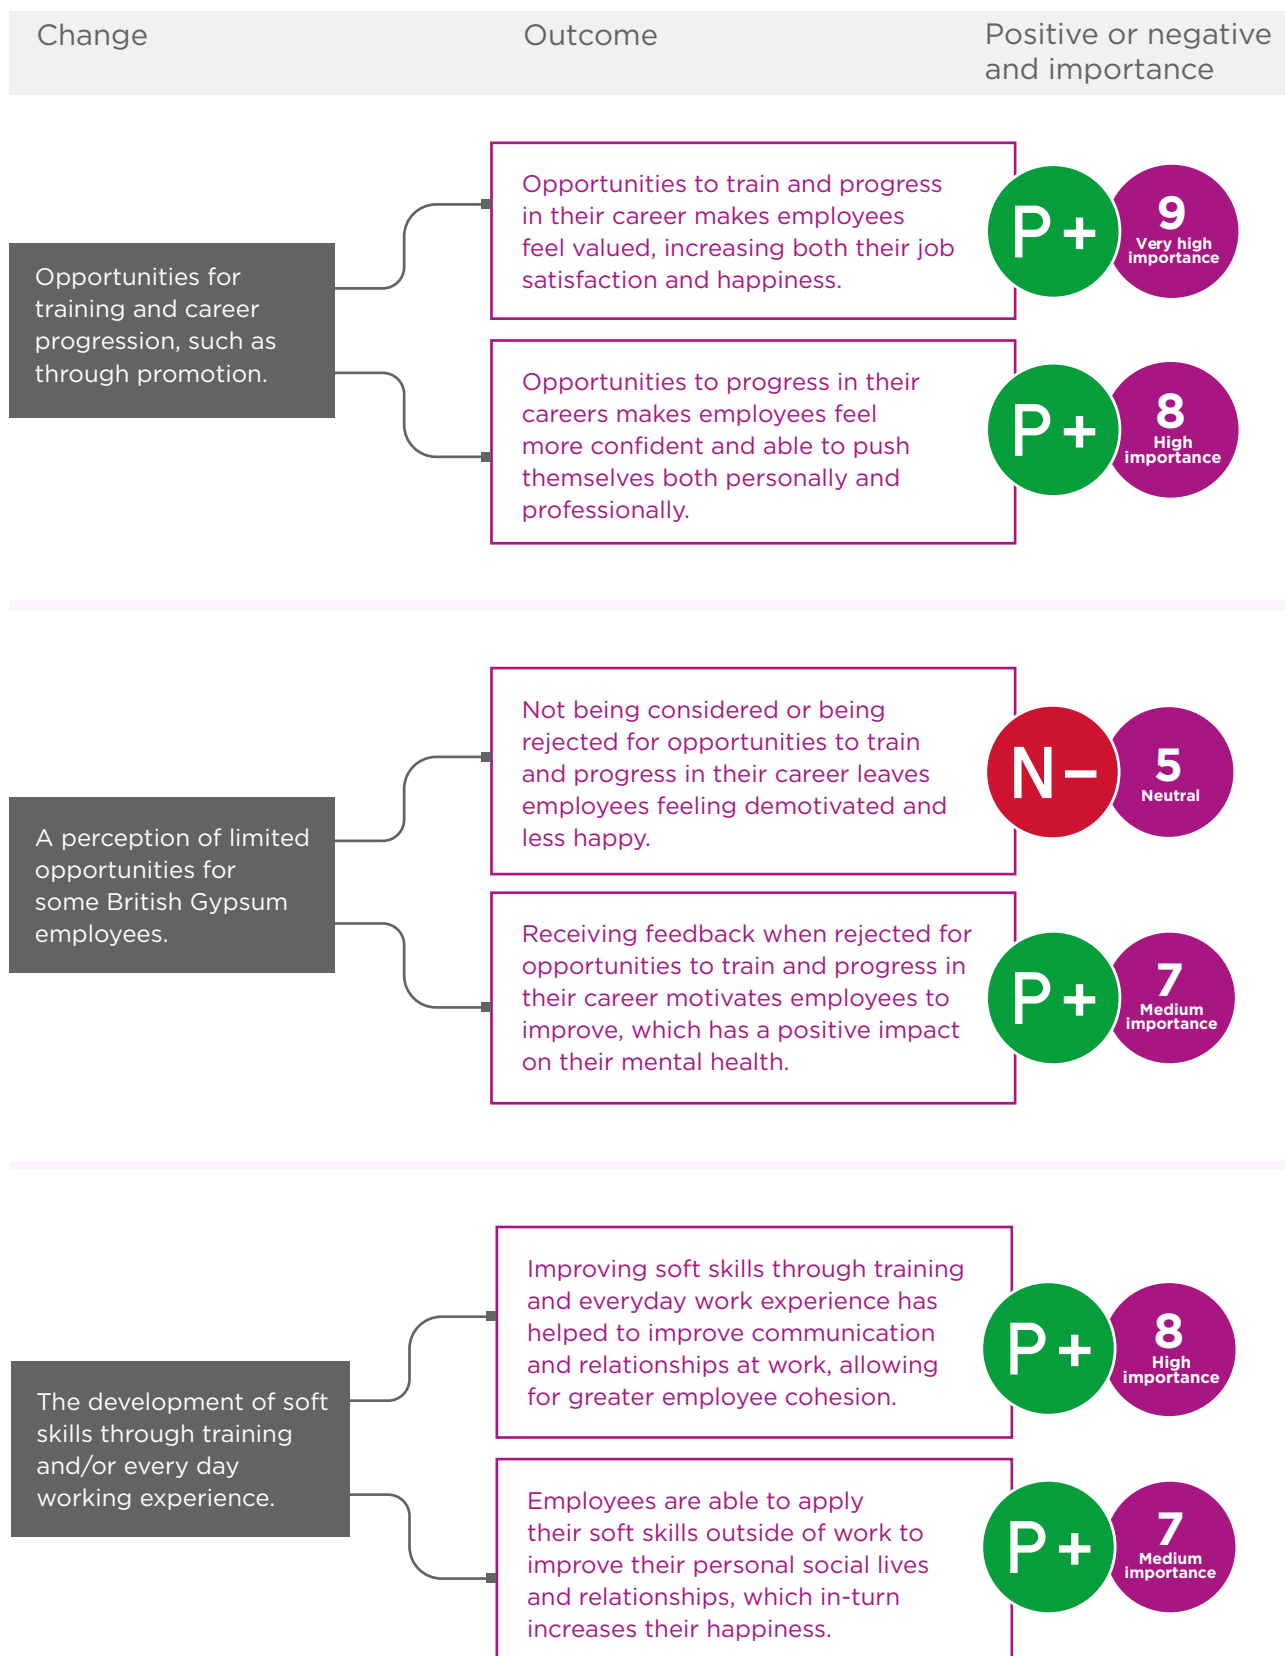 Change
Outcome
Positive or negative
and importance
Opportunities for
training and career
progression, such as
through promotion.
Opportunities to train and progress
in their career makes employees
feel valued, increasing both their job
satisfaction and happiness.
P+
9
Very high
importance
Opportunities to progress in their
careers makes employees feel
more confident and able to push
themselves both personally and
professionally.
P+
8
High
importance
A perception of limited
opportunities for
some British Gypsum
employees.
Not being considered or being
rejected for opportunities to train
and progress in their career leaves
employees feeling demotivated and
less happy.
N−
5
Neutral
Receiving feedback when rejected for
opportunities to train and progress in
their career motivates employees to
improve, which has a positive impact
on their mental health.
P+
7
Medium
importance
The development of soft
skills through training
and/or every day
working experience.
Improving soft skills through training
and everyday work experience has
helped to improve communication
and relationships at work, allowing
for greater employee cohesion.
P+
8
High
importance
Employees are able to apply
their soft skills outside of work to
improve their personal social lives
and relationships, which in-turn
increases their happiness.
P+
7
Medium
importance